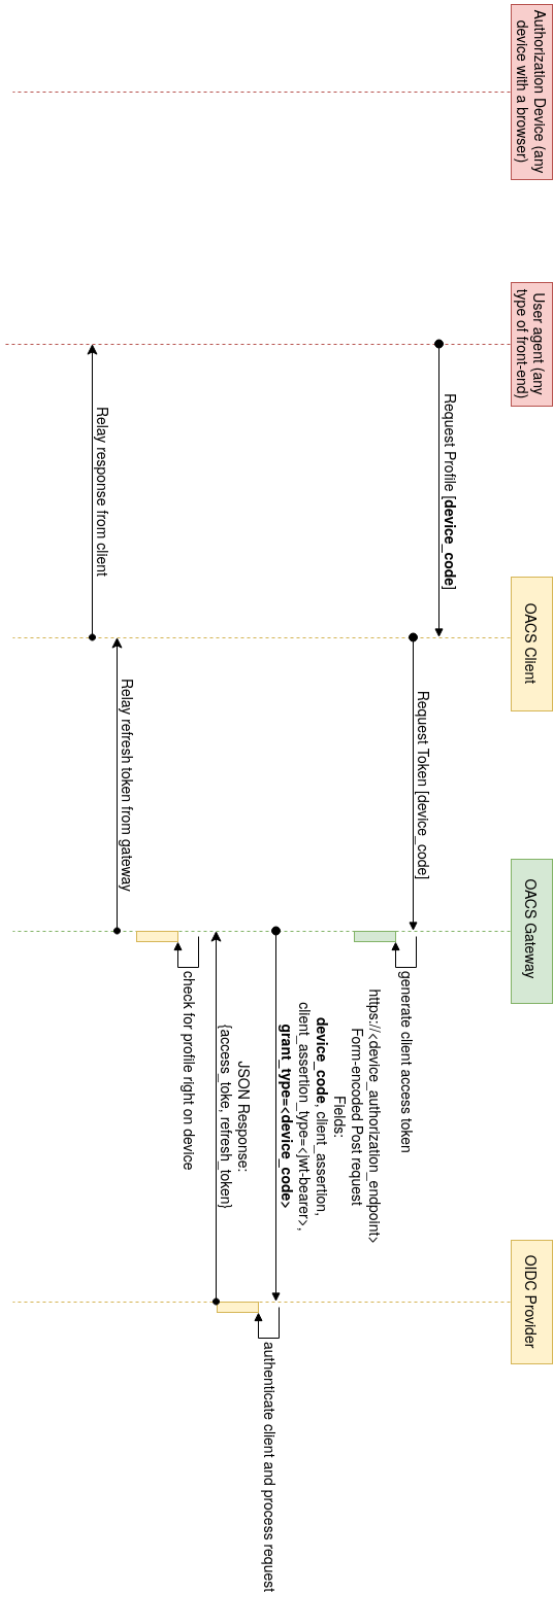 Authorization Device (any
device with a browser)
User agent (any
type of front-end)
OACS Client
OACS Gateway
OIDC Provider
Request Profile [device_code]
Request Token [device_code]
generate client access token
https://<device_authorization_endpoint>
Form-encoded Post request
Fields:
device_code, client_assertion,
client_assertion_type=<jwt-bearer>,
grant_type=<device_code>
authenticate client and process request
JSON Response:
{access_toke, refresh_token}
check for profile right on device
Relay refresh token from gateway
Relay response from client